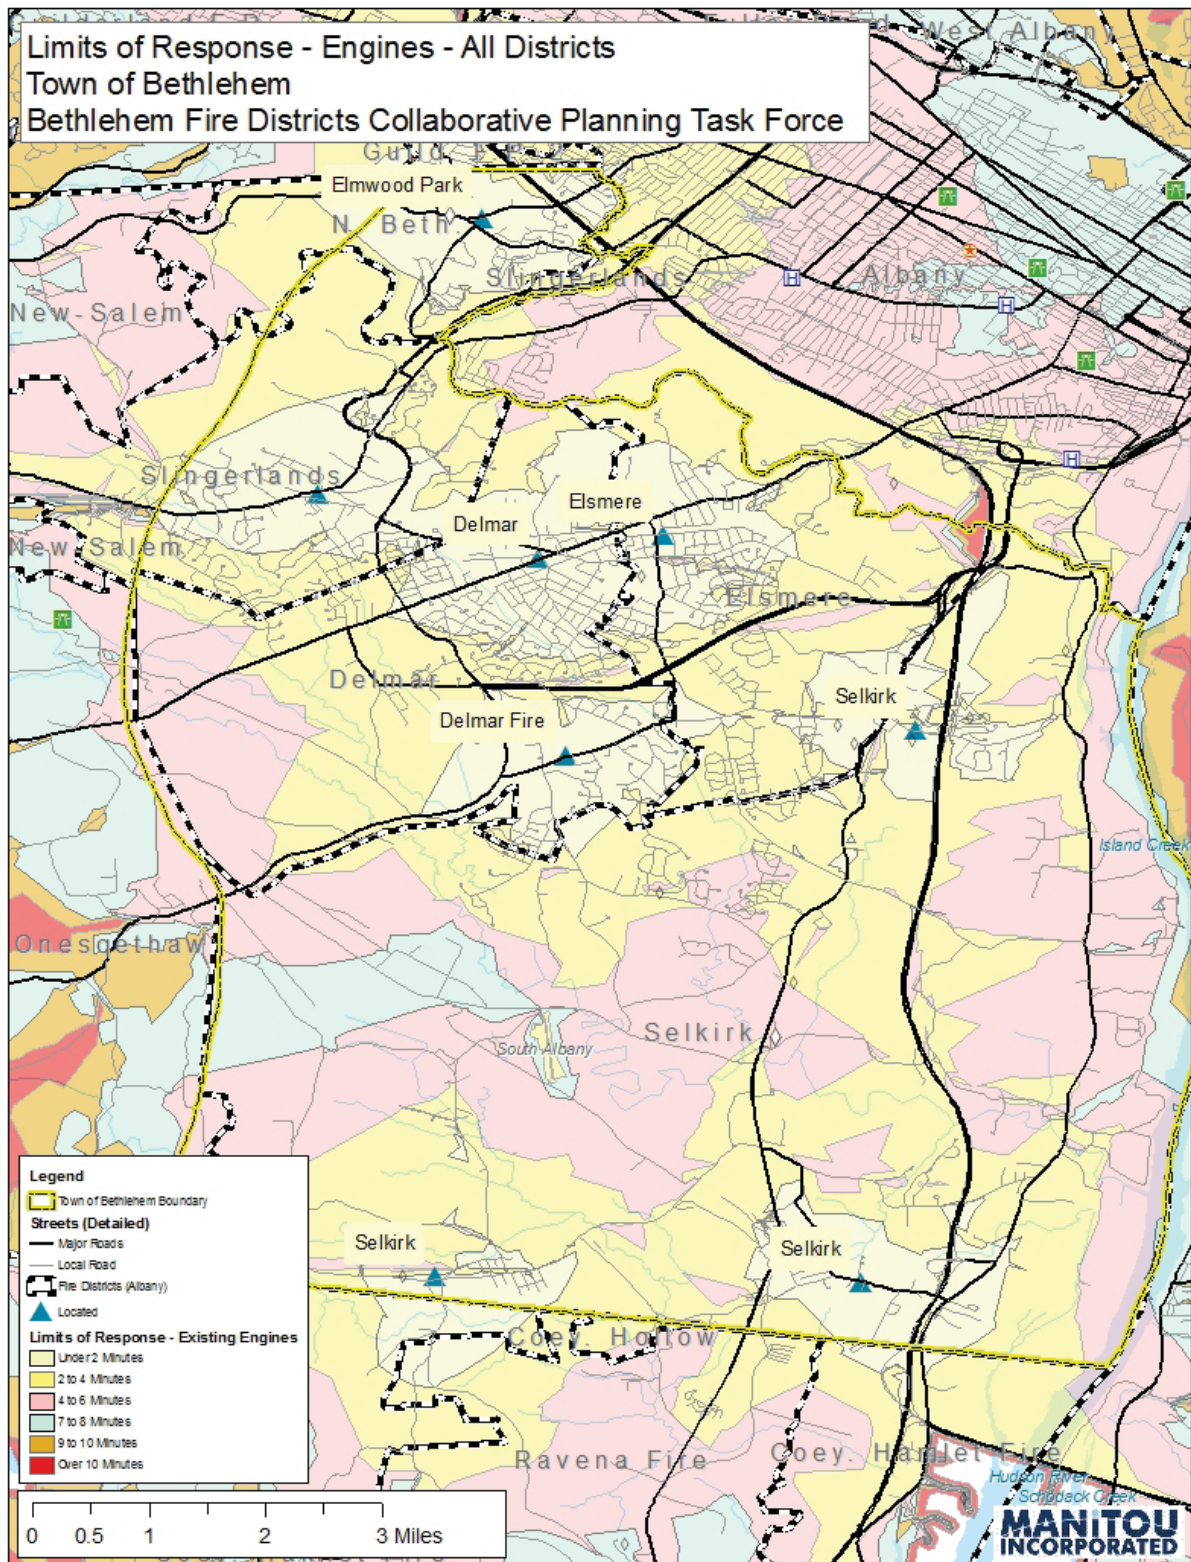 Guilderland F.D.
West Albany
Limits of Response - Engines - All Districts
Town of Bethlehem
Bethlehem Fire Districts Collaborative Planning Task Force
Elmwood Park
N. Beth.
Slingerlands
Albany
New-Salem
H
H
Slingerlands
Elsmere
Delmar
H
New Salem
Elsmere
Delmar
Selkirk
Delmar Fire
Island Creek
Onesqethaw
Selkirk
South Albany
Legend
Town of Bethlehem Boundary
Streets (Detailed)
Major Roads
Local Road
Fire Districts (Albany)
Located
Limits of Response - Existing Engines
Under 2 Minutes
2 to 4 Minutes
4 to 6 Minutes
7 to 8 Minutes
9 to 10 Minutes
Over 10 Minutes
Selkirk
Selkirk
Coey. Hollow
Ravena Fire
Coey. Hamlet Fire
Hudson River
Schodack Creek
0 0.5 1 2 3 Miles
MANiTOU
INCORPORATED